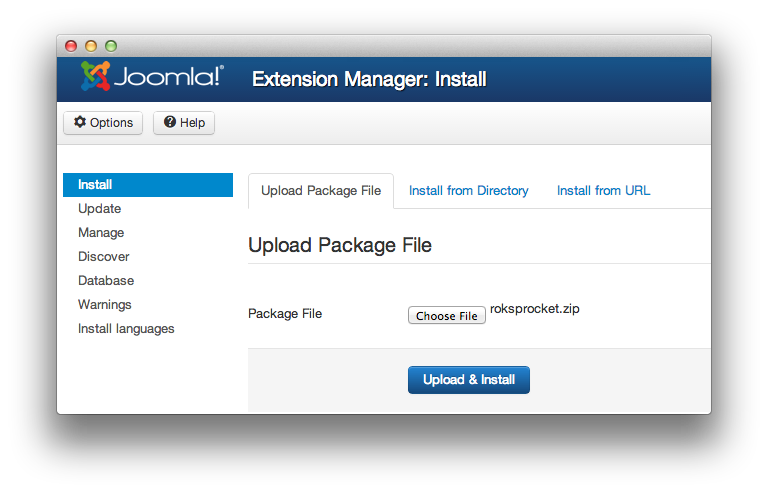 Joomla!® Extension Manager: Install
Options Help
Install
Update
Manage
Discover
Database
Warnings
Install languages
Upload Package File Install from Directory Install from URL
Upload Package File
Package File Choose File roksprocket.zip
Upload & Install